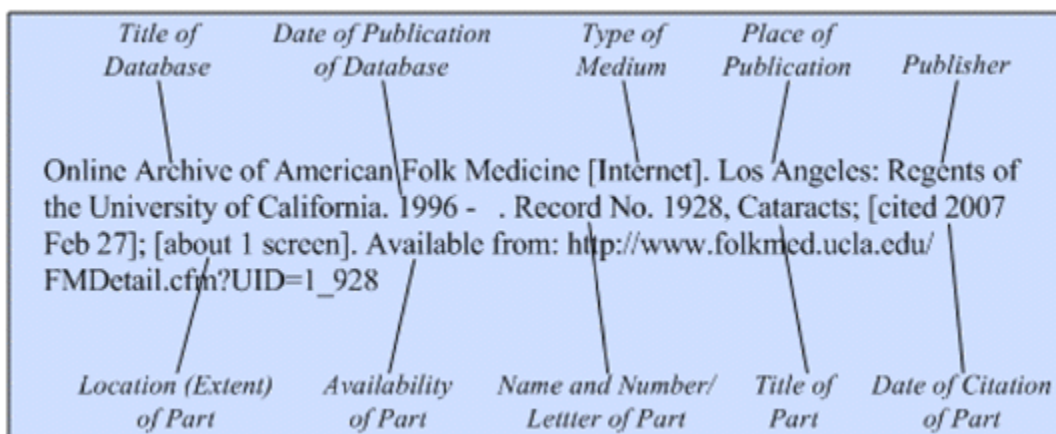 Title of Database
Date of Publication of Database
Type of Medium
Place of Publication
Publisher
Online Archive of American Folk Medicine [Internet]. Los Angeles: Regents of
the University of California. 1996 - . Record No. 1928, Cataracts; [cited 2007
Feb 27]; [about 1 screen]. Available from: http://www.folkmed.ucla.edu/
FMDetail.cfm?UID=1_928
Location (Extent) of Part
Availability of Part
Name and Number/ Lettter of Part
Title of Part
Date of Citation of Part